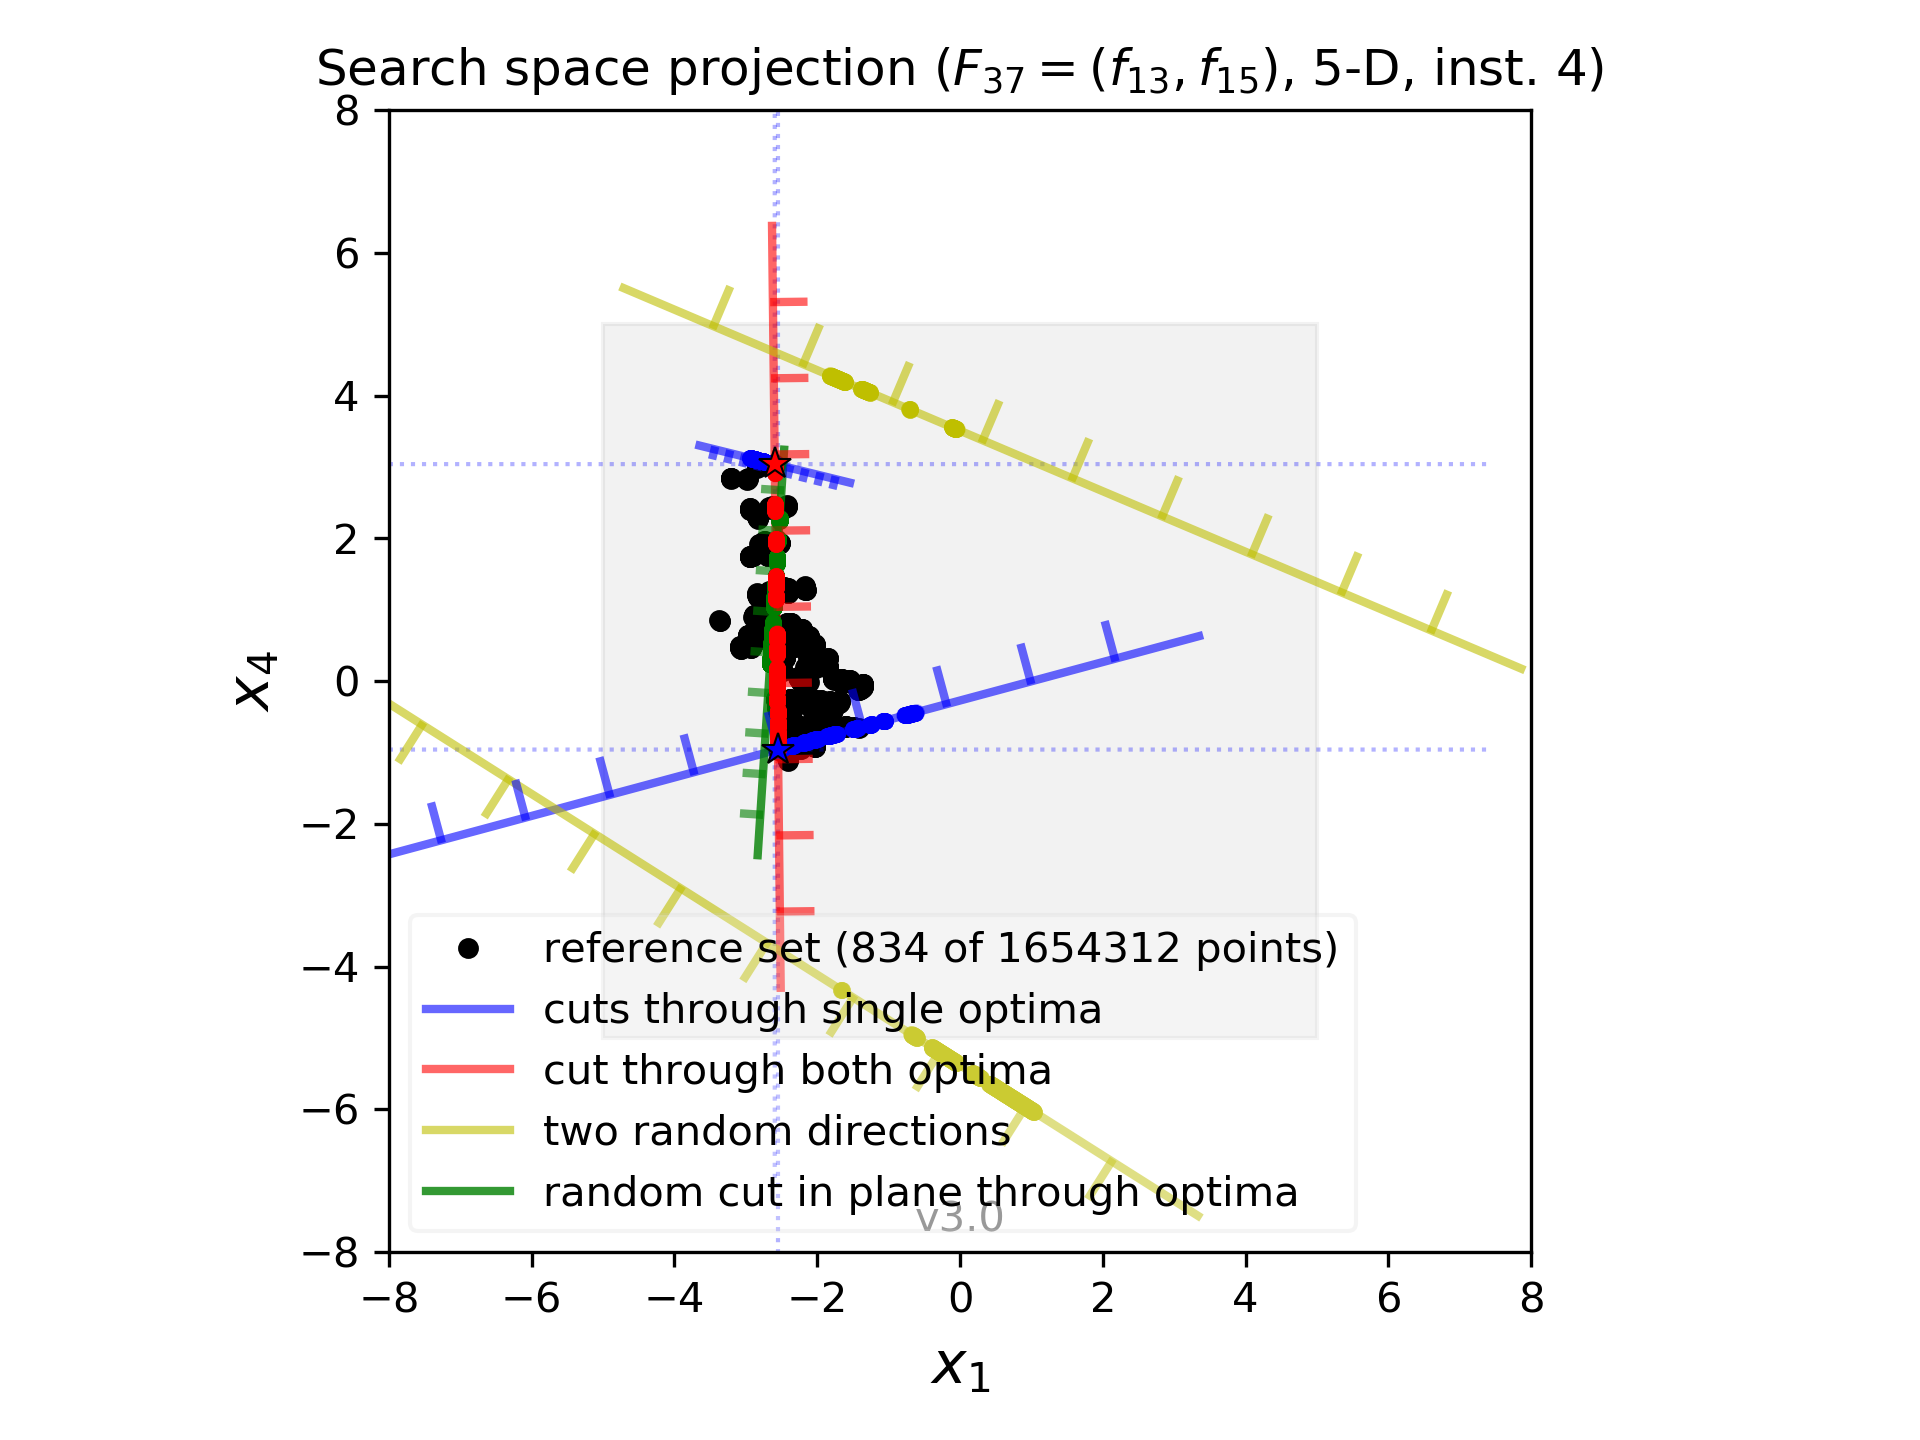 Search space projection (F₃₇ = (f₁₃, f₁₅), 5-D, inst. 4)
8
6
4
2
0
−2
−4
−6
−8
x₄
reference set (834 of 1654312 points)
cuts through single optima
cut through both optima
two random directions
random cut in plane through optima
v3.0
−8 −6 −4 −2 0 2 4 6 8
x₁